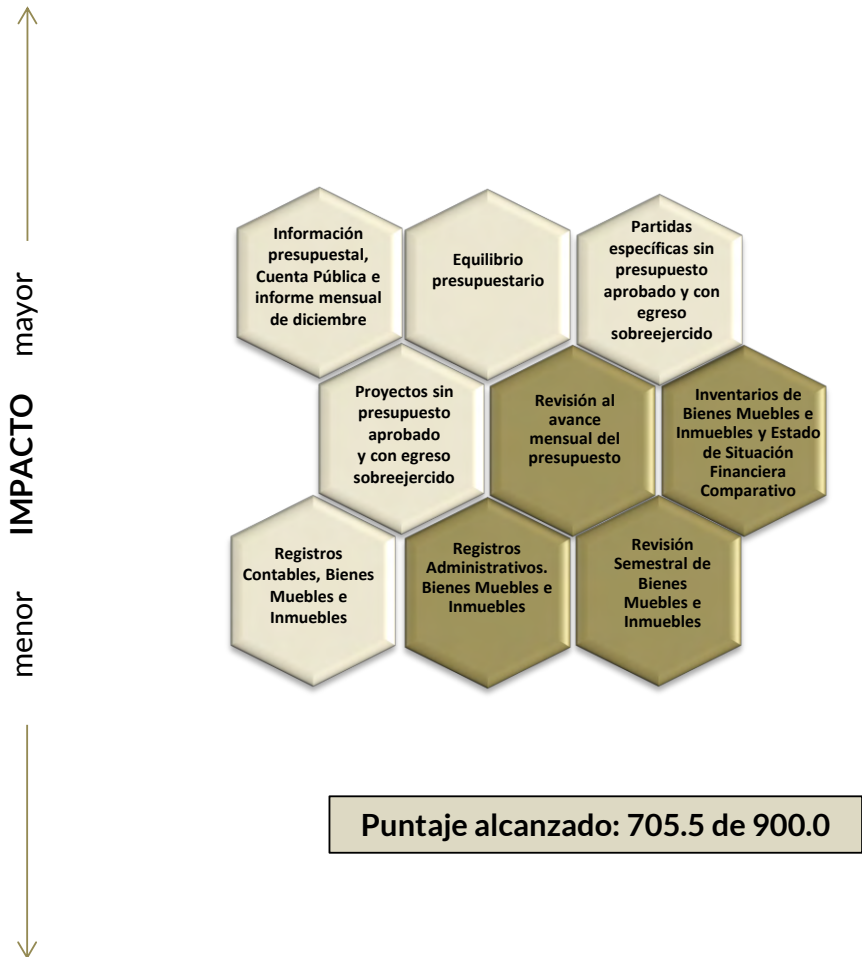 IMPACTO
mayor
menor
Información
presupuestal,
Cuenta Pública e
informe mensual
de diciembre
Equilibrio
presupuestario
Partidas
específicas sin
presupuesto
aprobado y con
egreso
sobreejercido
Proyectos sin
presupuesto
aprobado
y con egreso
sobreejercido
Revisión al
avance
mensual del
presupuesto
Inventarios de
Bienes Muebles e
Inmuebles y Estado
de Situación
Financiera
Comparativo
Registros
Contables, Bienes
Muebles e
Inmuebles
Registros
Administrativos.
Bienes Muebles e
Inmuebles
Revisión
Semestral de
Bienes
Muebles e
Inmuebles
Puntaje alcanzado: 705.5 de 900.0